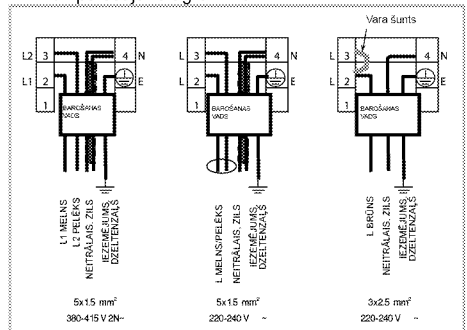 Vara šunts
L2 3 4 N
L1 2 E
1
BAROŠANAS
VADS
L1 MELNS
L2 PELĒKS
NEITRĀLAIS, ZILS
IEZEMĒJUMS,
DZELTENZAĻŠ
5x1.5 mm²
380-415 V 2N~
L 3 4 N
L 2 E
1
BAROŠANAS
VADS
L MELNS/PELĒKS
NEITRĀLAIS, ZILS
IEZEMĒJUMS,
DZELTENZAĻŠ
5x1.5 mm²
220-240 V ~
L 3 4 N
L 2 E
1
BAROŠANAS
VADS
L BRŪNS
NEITRĀLAIS, ZILS
IEZEMĒJUMS,
DZELTENZAĻŠ
3x2.5 mm²
220-240 V ~